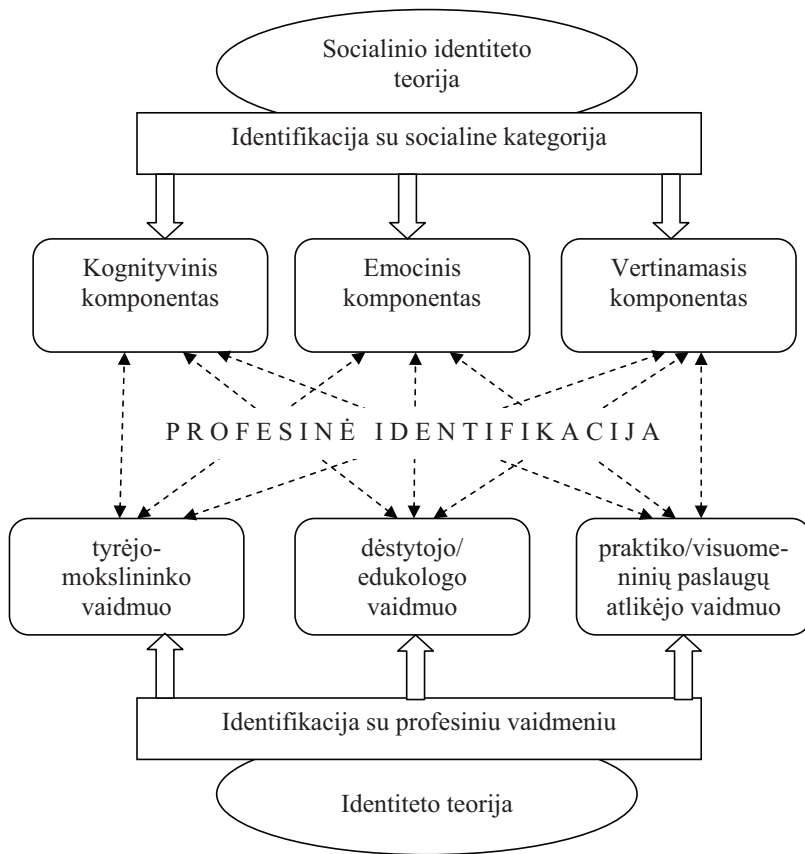 Socialinio identiteto
teorija
Identifikacija su socialine kategorija
Kognityvinis
komponentas
Emocinis
komponentas
Vertinamasis
komponentas
PROFESINĖ IDENTIFIKACIJA
tyrėjo-
mokslininko
vaidmuo
dėstytojo/
edukologo
vaidmuo
praktiko/visuome-
ninių paslaugų
atlikėjo vaidmuo
Identifikacija su profesiniu vaidmeniu
Identiteto teorija